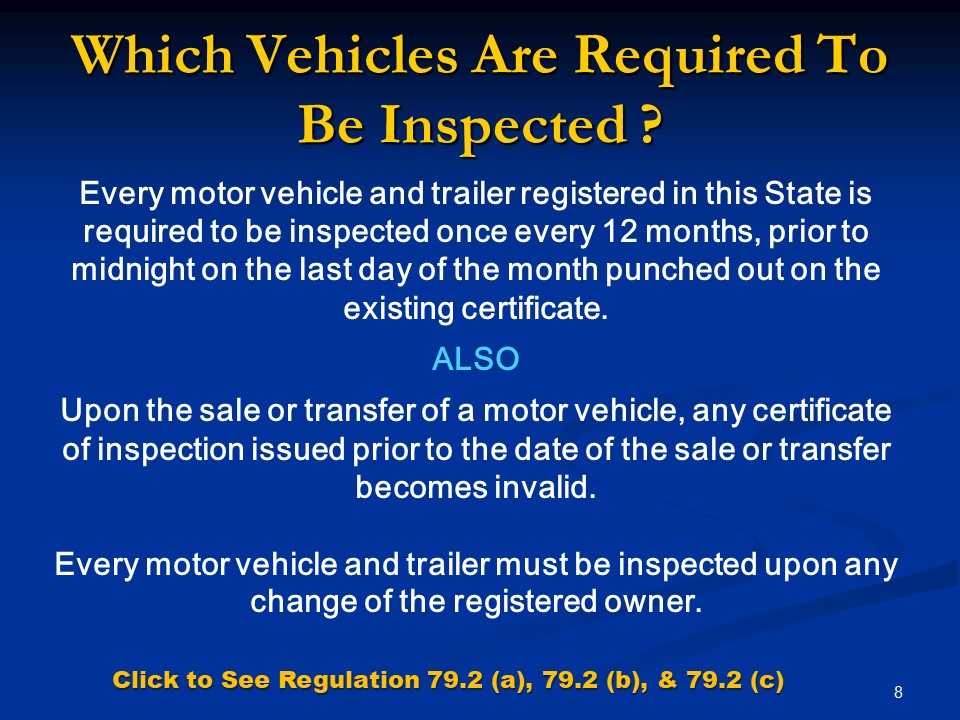 Which Vehicles Are Required To
Be Inspected ?
Every motor vehicle and trailer registered in this State is
required to be inspected once every 12 months, prior to
midnight on the last day of the month punched out on the
existing certificate.
ALSO
Upon the sale or transfer of a motor vehicle, any certificate
of inspection issued prior to the date of the sale or transfer
becomes invalid.
Every motor vehicle and trailer must be inspected upon any
change of the registered owner.
Click to See Regulation 79.2 (a), 79.2 (b), & 79.2 (c)
8